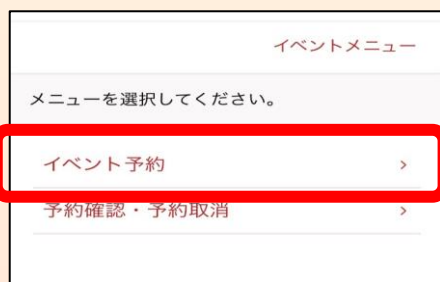 イベントメニュー
メニューを選択してください。
イベント予約 >
予約確認・予約取消 >